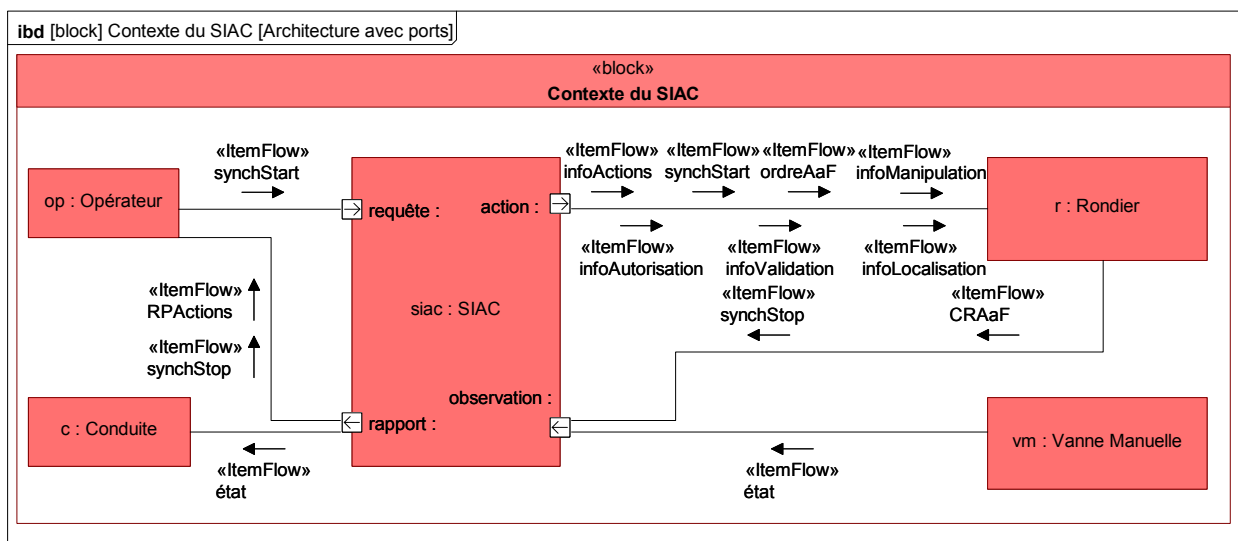 ibd [block] Contexte du SIAC [Architecture avec ports]
«block»
Contexte du SIAC
«ItemFlow»
synchStart
«ItemFlow»
infoActions
«ItemFlow»
synchStart
«ItemFlow»
ordreAaF
«ItemFlow»
infoManipulation
op : Opérateur
requête :
action :
r : Rondier
«ItemFlow»
infoAutorisation
«ItemFlow»
infoValidation
«ItemFlow»
infoLocalisation
«ItemFlow»
RPActions
«ItemFlow»
synchStop
siac : SIAC
«ItemFlow»
synchStop
«ItemFlow»
CRAaF
observation :
rapport :
c : Conduite
vm : Vanne Manuelle
«ItemFlow»
état
«ItemFlow»
état